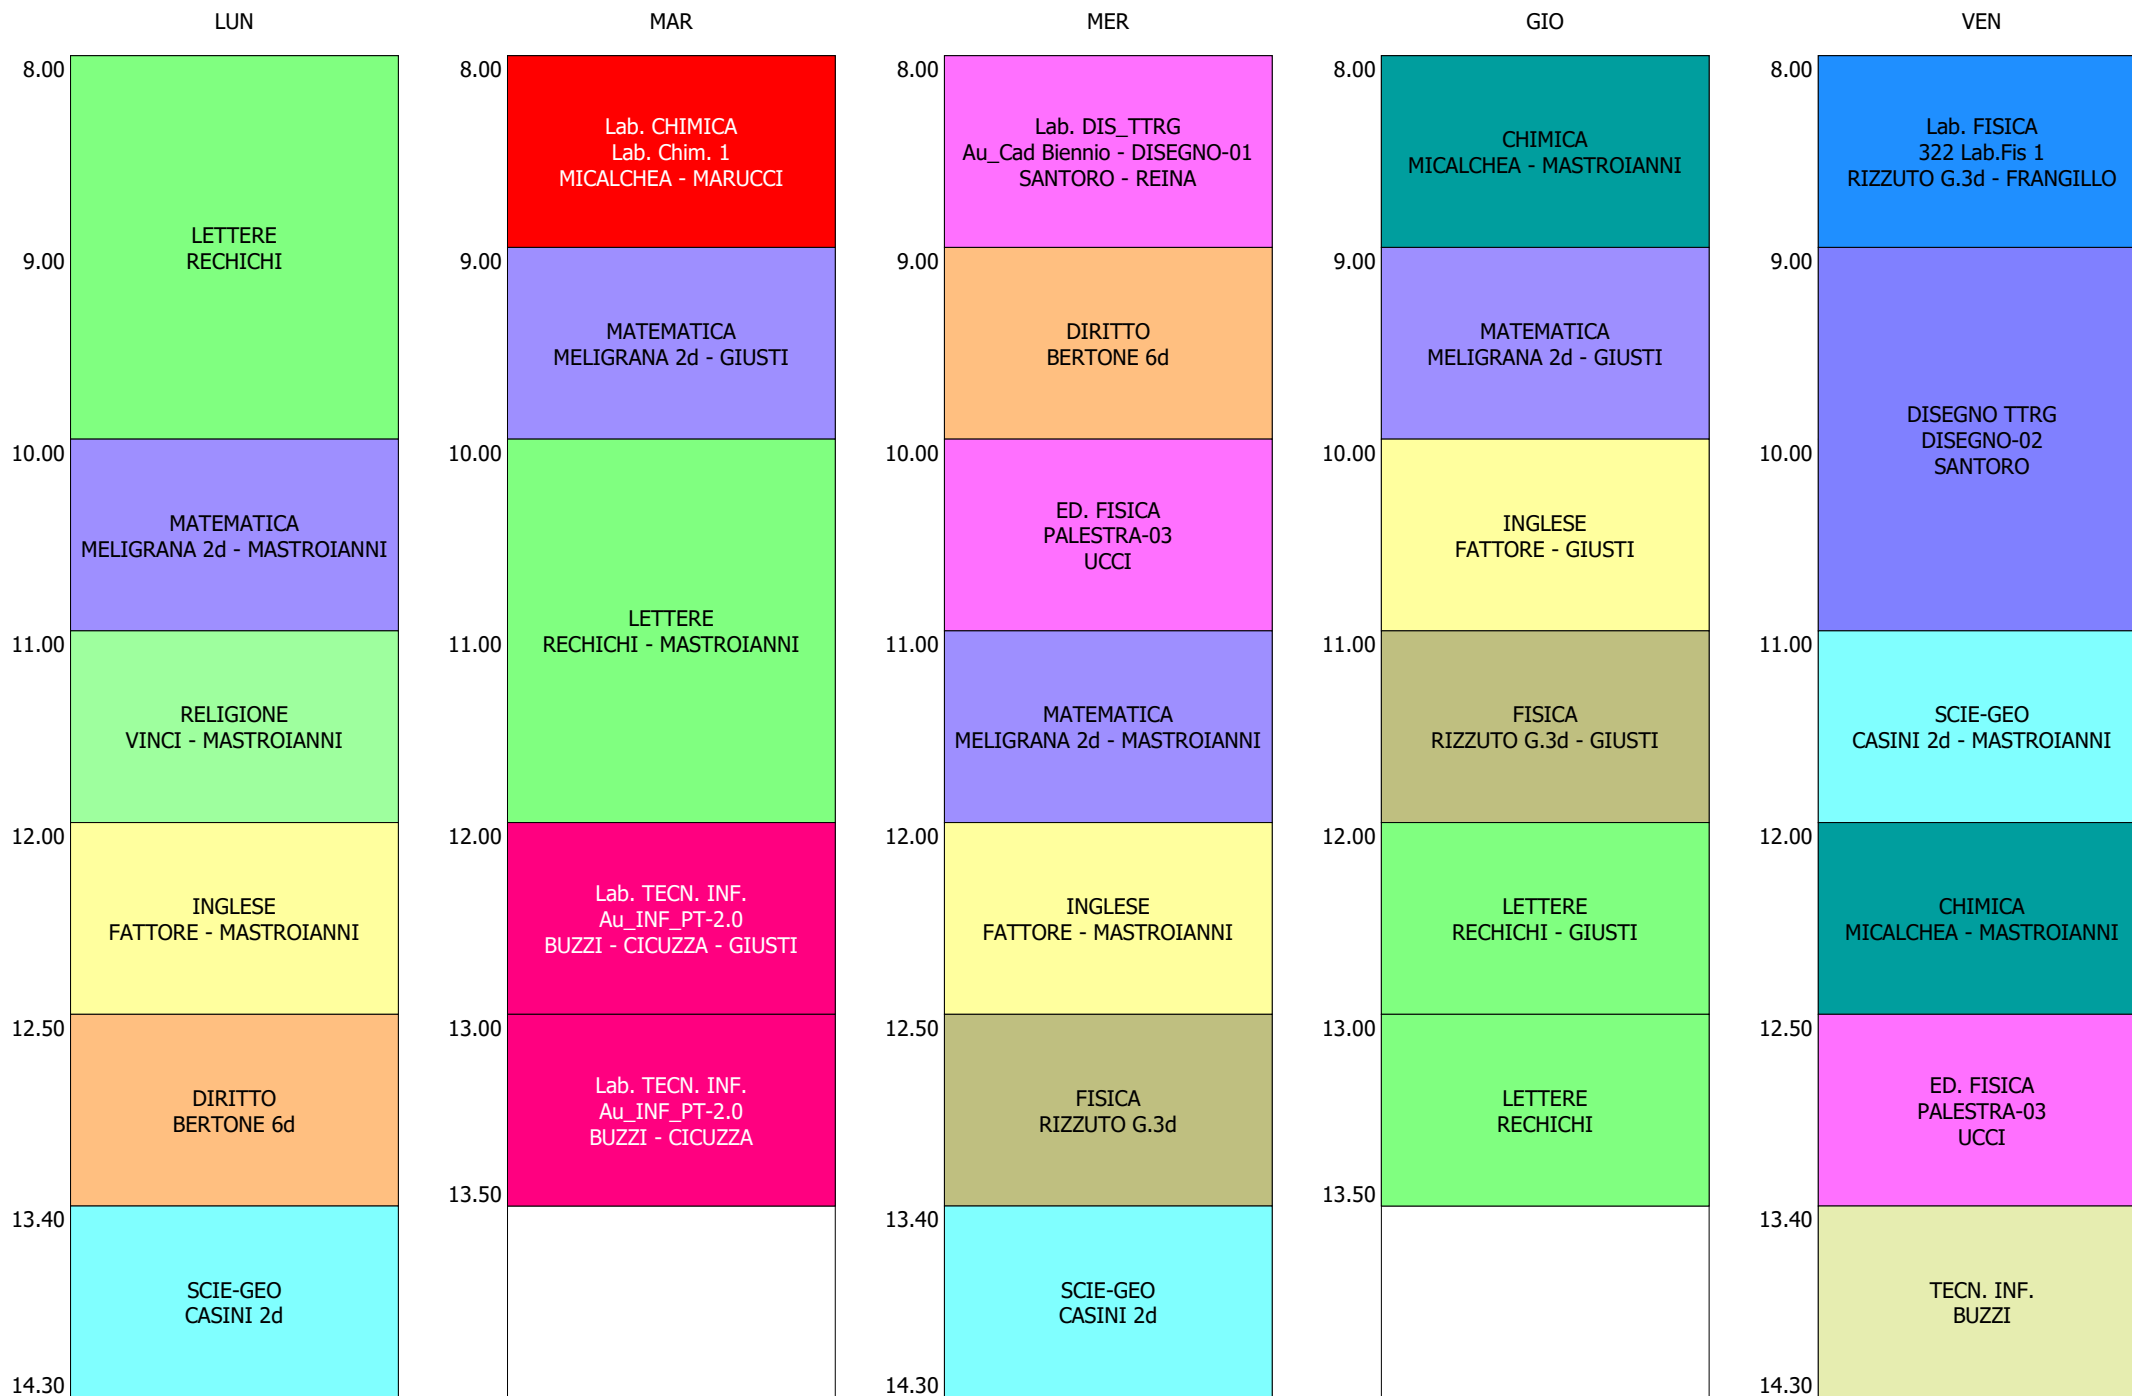 LUN
8.00
LETTERE
RECHICHI
9.00
10.00
MATEMATICA
MELIGRANA 2d - MASTROIANNI
11.00
RELIGIONE
VINCI - MASTROIANNI
12.00
INGLESE
FATTORE - MASTROIANNI
12.50
DIRITTO
BERTONE 6d
13.40
SCIE-GEO
CASINI 2d
14.30
MAR
8.00
Lab. CHIMICA
Lab. Chim. 1
MICALCHEA - MARUCCI
9.00
MATEMATICA
MELIGRANA 2d - GIUSTI
10.00
LETTERE
RECHICHI - MASTROIANNI
11.00
12.00
Lab. TECN. INF.
Au_INF_PT-2.0
BUZZI - CICUZZA - GIUSTI
13.00
Lab. TECN. INF.
Au_INF_PT-2.0
BUZZI - CICUZZA
13.50
MER
8.00
Lab. DIS_TTRG
Au_Cad Biennio - DISEGNO-01
SANTORO - REINA
9.00
DIRITTO
BERTONE 6d
10.00
ED. FISICA
PALESTRA-03
UCCI
11.00
MATEMATICA
MELIGRANA 2d - MASTROIANNI
12.00
INGLESE
FATTORE - MASTROIANNI
12.50
FISICA
RIZZUTO G.3d
13.40
SCIE-GEO
CASINI 2d
14.30
GIO
8.00
CHIMICA
MICALCHEA - MASTROIANNI
9.00
MATEMATICA
MELIGRANA 2d - GIUSTI
10.00
INGLESE
FATTORE - GIUSTI
11.00
FISICA
RIZZUTO G.3d - GIUSTI
12.00
LETTERE
RECHICHI - GIUSTI
13.00
LETTERE
RECHICHI
13.50
VEN
8.00
Lab. FISICA
322 Lab.Fis 1
RIZZUTO G.3d - FRANGILLO
9.00
DISEGNO TTRG
DISEGNO-02
SANTORO
10.00
11.00
SCIE-GEO
CASINI 2d - MASTROIANNI
12.00
CHIMICA
MICALCHEA - MASTROIANNI
12.50
ED. FISICA
PALESTRA-03
UCCI
13.40
TECN. INF.
BUZZI
14.30